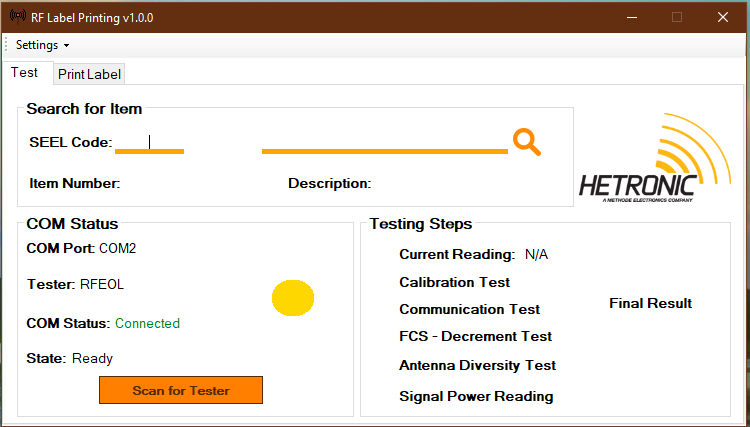 RF Label Printing v1.0.0
Settings
Test
Print Label
Search for Item
SEEL Code:
Item Number:
Description:
HETRONIC
A METHODE ELECTRONICS COMPANY
COM Status
COM Port: COM2
Tester: RFEOL
COM Status: Connected
State: Ready
Scan for Tester
Testing Steps
Current Reading: N/A
Calibration Test
Communication Test
FCS - Decrement Test
Antenna Diversity Test
Signal Power Reading
Final Result